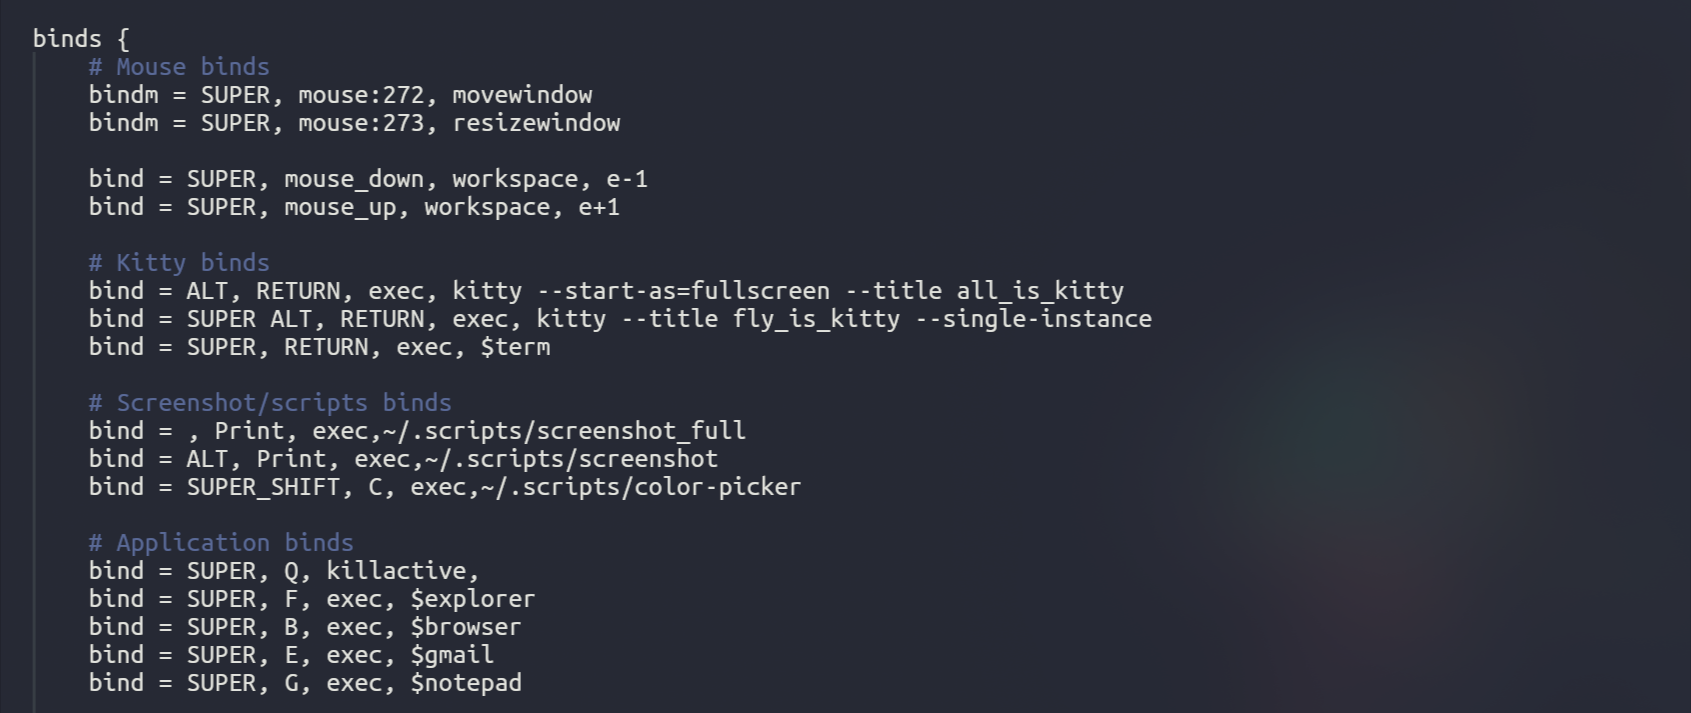 binds {
    # Mouse binds
    bindm = SUPER, mouse:272, movewindow
    bindm = SUPER, mouse:273, resizewindow

    bind = SUPER, mouse_down, workspace, e-1
    bind = SUPER, mouse_up, workspace, e+1

    # Kitty binds
    bind = ALT, RETURN, exec, kitty --start-as=fullscreen --title all_is_kitty
    bind = SUPER ALT, RETURN, exec, kitty --title fly_is_kitty --single-instance
    bind = SUPER, RETURN, exec, $term

    # Screenshot/scripts binds
    bind = , Print, exec,~/.scripts/screenshot_full
    bind = ALT, Print, exec,~/.scripts/screenshot
    bind = SUPER_SHIFT, C, exec,~/.scripts/color-picker

    # Application binds
    bind = SUPER, Q, killactive,
    bind = SUPER, F, exec, $explorer
    bind = SUPER, B, exec, $browser
    bind = SUPER, E, exec, $gmail
    bind = SUPER, G, exec, $notepad